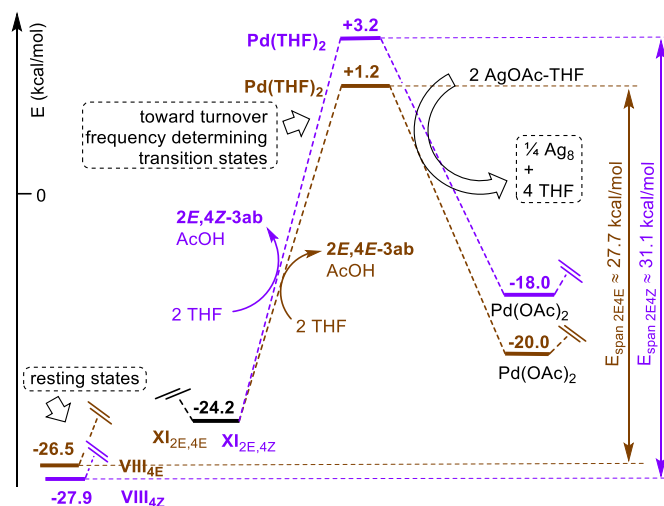 E (kcal/mol)
0
+3.2
Pd(THF)₂
+1.2
Pd(THF)₂
2 AgOAc-THF
toward turnover
frequency determining
transition states
¼ Ag₈
+
4 THF
2E,4Z-3ab
AcOH
2E,4E-3ab
AcOH
2 THF
2 THF
-18.0
Pd(OAc)₂
-20.0
Pd(OAc)₂
E span 2E4E ≈ 27.7 kcal/mol
E span 2E4Z ≈ 31.1 kcal/mol
resting states
-24.2
XI2E,4E
XI2E,4Z
-26.5
VIII4E
-27.9
VIII4Z